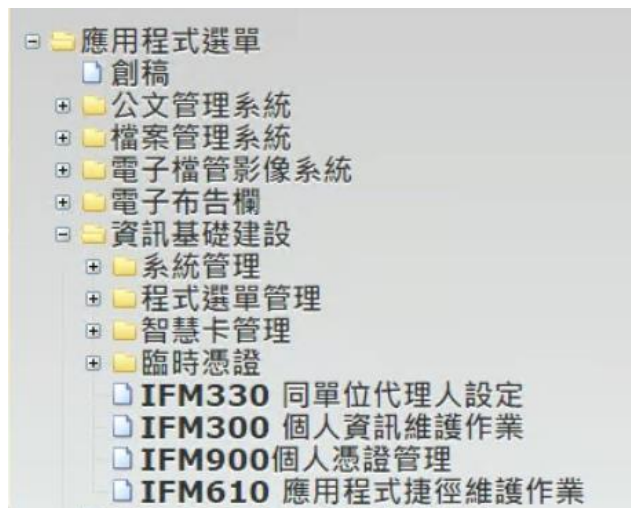 應用程式選單
創稿
公文管理系統
檔案管理系統
電子檔管影像系統
電子布告欄
資訊基礎建設
系統管理
程式選單管理
智慧卡管理
臨時憑證
IFM330 同單位代理人設定
IFM300 個人資訊維護作業
IFM900個人憑證管理
IFM610 應用程式捷徑維護作業